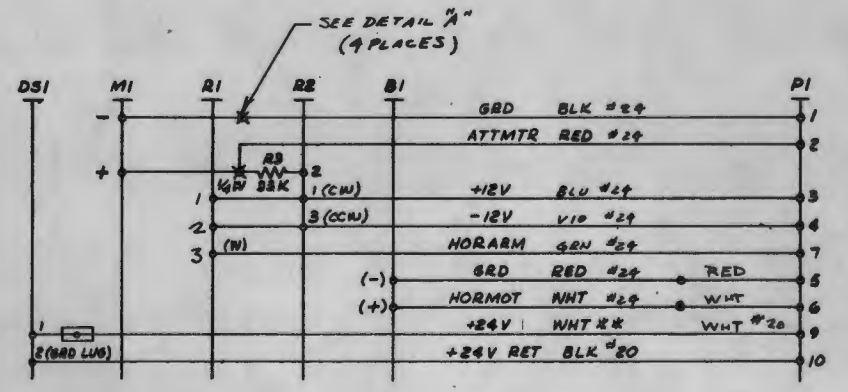 SEE DETAIL "A"
(4 PLACES)
DS1 M1 R1 R2 B1 P1
- GRD BLK #24 1
ATTMTR RED #24 2
+ R3 2
1/4W 33K
1 1 (CW) +12V BLU #24 3
2 3 (CCW) -12V VIO #24 4
3 (W) HORARM GRN #24 7
(-) GRD RED #24 RED 5
(+) HORMOT WHT #24 WHT 6
1 +24V WHT ** WHT #20 9
2 (GRD LUG) +24V RET BLK #20 10